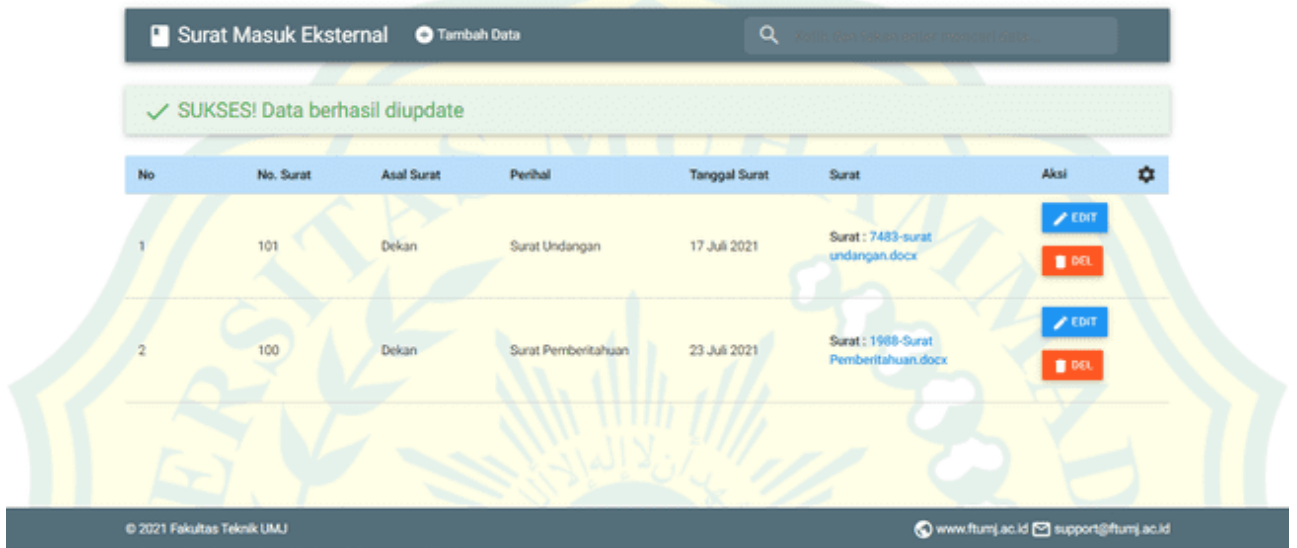 Surat Masuk Eksternal Tambah Data
SUKSES! Data berhasil diupdate
No No. Surat Asal Surat Perihal Tanggal Surat Surat Aksi
1 101 Dekan Surat Undangan 17 Juli 2021 Surat : 7483-surat undangan.docx EDIT DEL
2 100 Dekan Surat Pemberitahuan 23 Juli 2021 Surat : 1988-Surat Pemberitahuan.docx EDIT DEL
© 2021 Fakultas Teknik UMJ www.ftumj.ac.id support@ftumj.ac.id